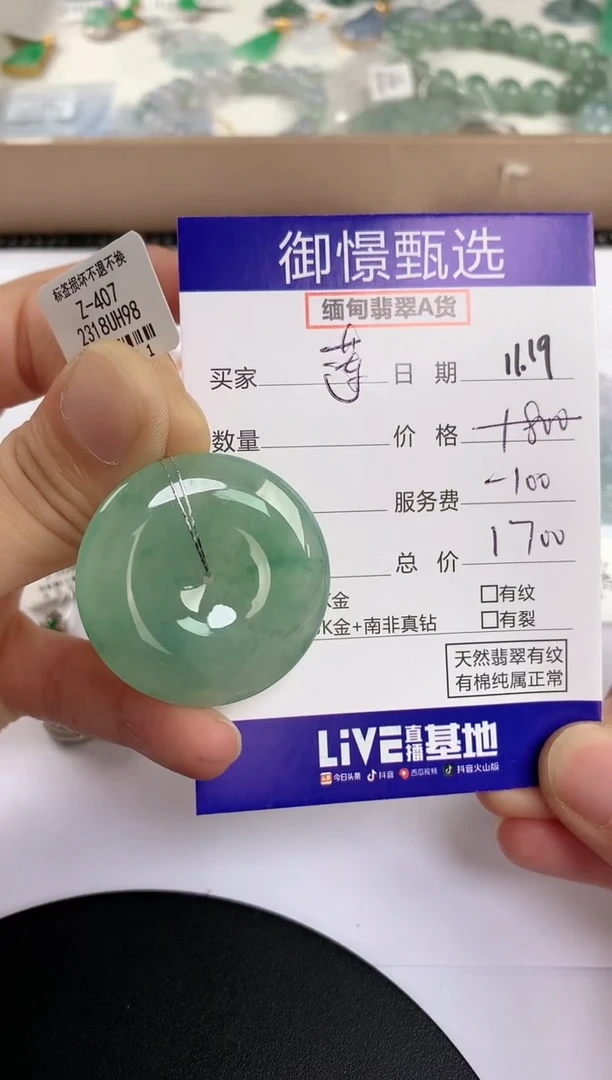 御憬甄选
缅甸翡翠A货
标签损坏不退不换
Z-407
2318UH98
1
买家 莲 日期 11.19
数量 价格 1800
服务费 -100
总价 1700
K金 □有纹
K金+南非真钻 □有裂
天然翡翠有纹
有棉纯属正常
LiVE直播基地
今日头条 抖音 西瓜视频 抖音火山版